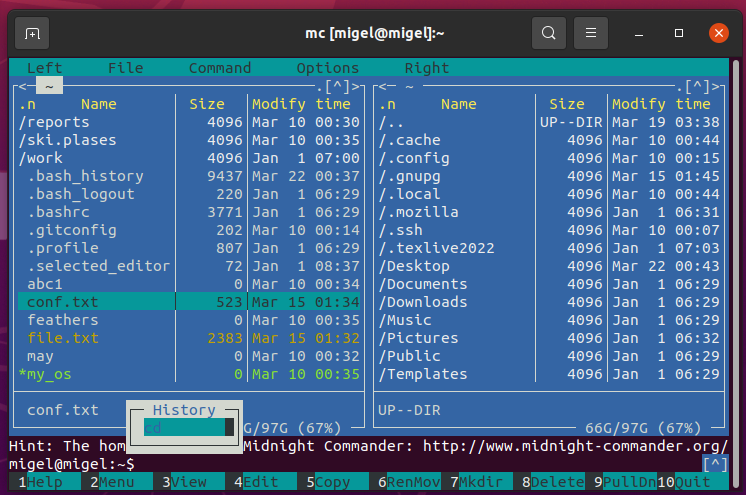 mc [migel@migel]:~
Left File Command Options Right
<─ ~ ─.[^]>
.n Name Size Modify time
/reports 4096 Mar 10 00:30
/ski.plases 4096 Mar 10 00:35
/work 4096 Jan 1 07:00
.bash_history 9437 Mar 22 00:37
.bash_logout 220 Jan 1 06:29
.bashrc 3771 Jan 1 06:29
.gitconfig 202 Mar 10 00:14
.profile 807 Jan 1 06:29
.selected_editor 72 Jan 1 08:37
abc1 0 Mar 10 00:34
conf.txt 523 Mar 15 01:34
feathers 0 Mar 10 00:35
file.txt 2383 Mar 15 01:32
may 0 Mar 10 00:32
*my_os 0 Mar 10 00:35
conf.txt
G/97G (67%)
<─ ~ ─.[^]>
.n Name Size Modify time
/.. UP--DIR Mar 19 03:38
/.cache 4096 Mar 10 00:44
/.config 4096 Mar 10 00:15
/.gnupg 4096 Mar 15 01:45
/.local 4096 Mar 10 00:44
/.mozilla 4096 Jan 1 06:31
/.ssh 4096 Mar 10 00:07
/.texlive2022 4096 Jan 1 07:03
/Desktop 4096 Mar 22 00:43
/Documents 4096 Jan 1 06:29
/Downloads 4096 Jan 1 06:29
/Music 4096 Jan 1 06:29
/Pictures 4096 Jan 1 06:32
/Public 4096 Jan 1 06:29
/Templates 4096 Jan 1 06:29
UP--DIR
66G/97G (67%)
History
cd
Hint: The hom Midnight Commander: http://www.midnight-commander.org/
migel@migel:~$ [^]
1Help 2Menu 3View 4Edit 5Copy 6RenMov 7Mkdir 8Delete 9PullDn 10Quit